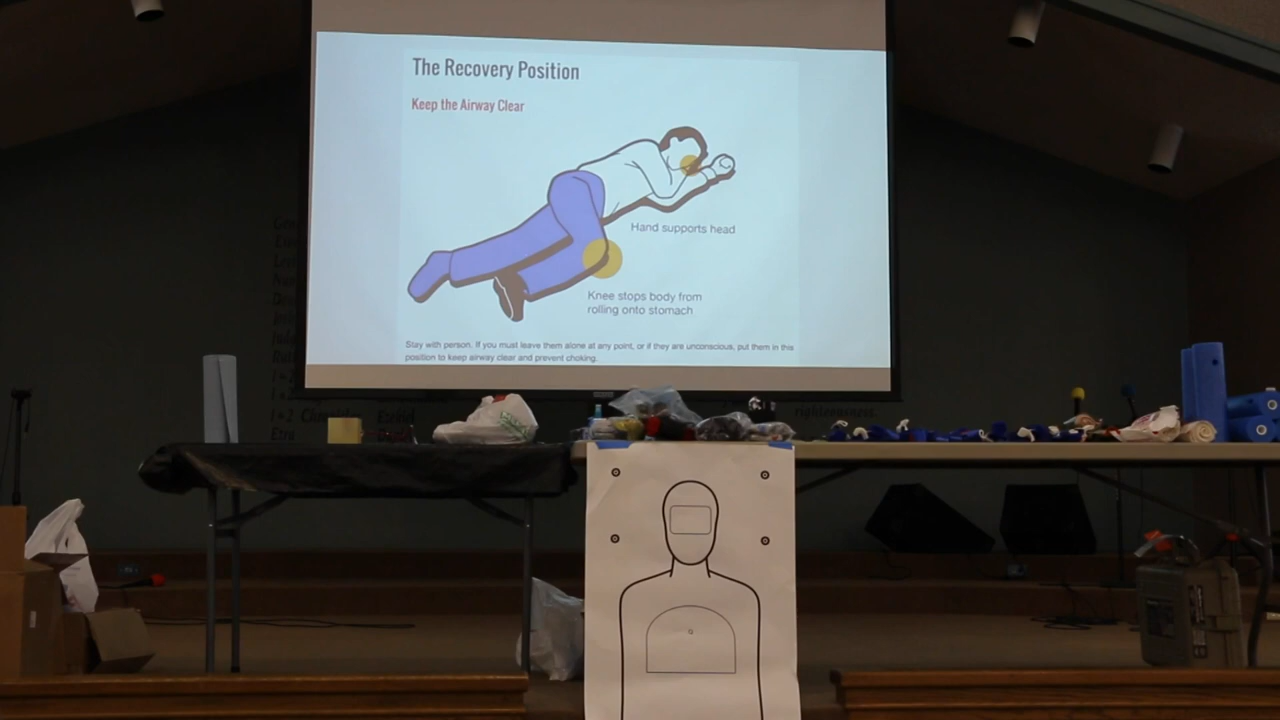 The Recovery Position
Keep the Airway Clear
Hand supports head
Knee stops body from
rolling onto stomach
Stay with person. If you must leave them alone at any point, or if they are unconscious, put them in this
position to keep airway clear and prevent choking.
righteousness.